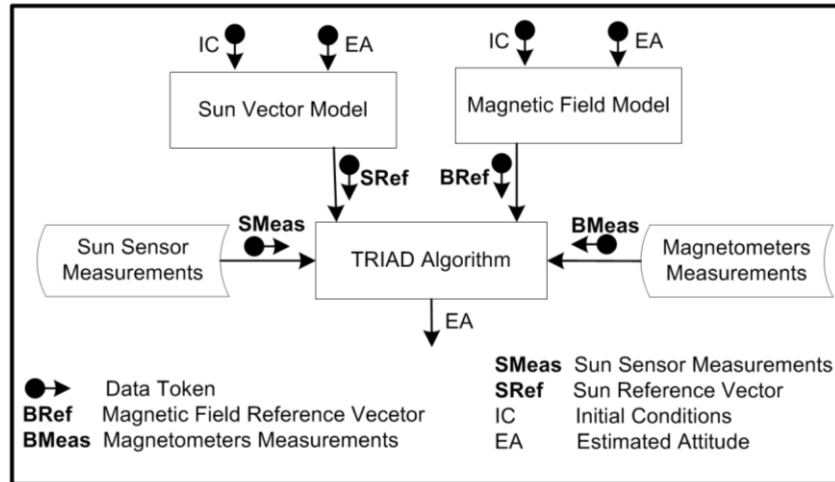 IC
EA
IC
EA
Sun Vector Model
Magnetic Field Model
SRef
BRef
SMeas
BMeas
Sun Sensor
Measurements
TRIAD Algorithm
Magnetometers
Measurements
EA
Data Token
BRef Magnetic Field Reference Vecetor
BMeas Magnetometers Measurements
SMeas Sun Sensor Measurements
SRef Sun Reference Vector
IC Initial Conditions
EA Estimated Attitude